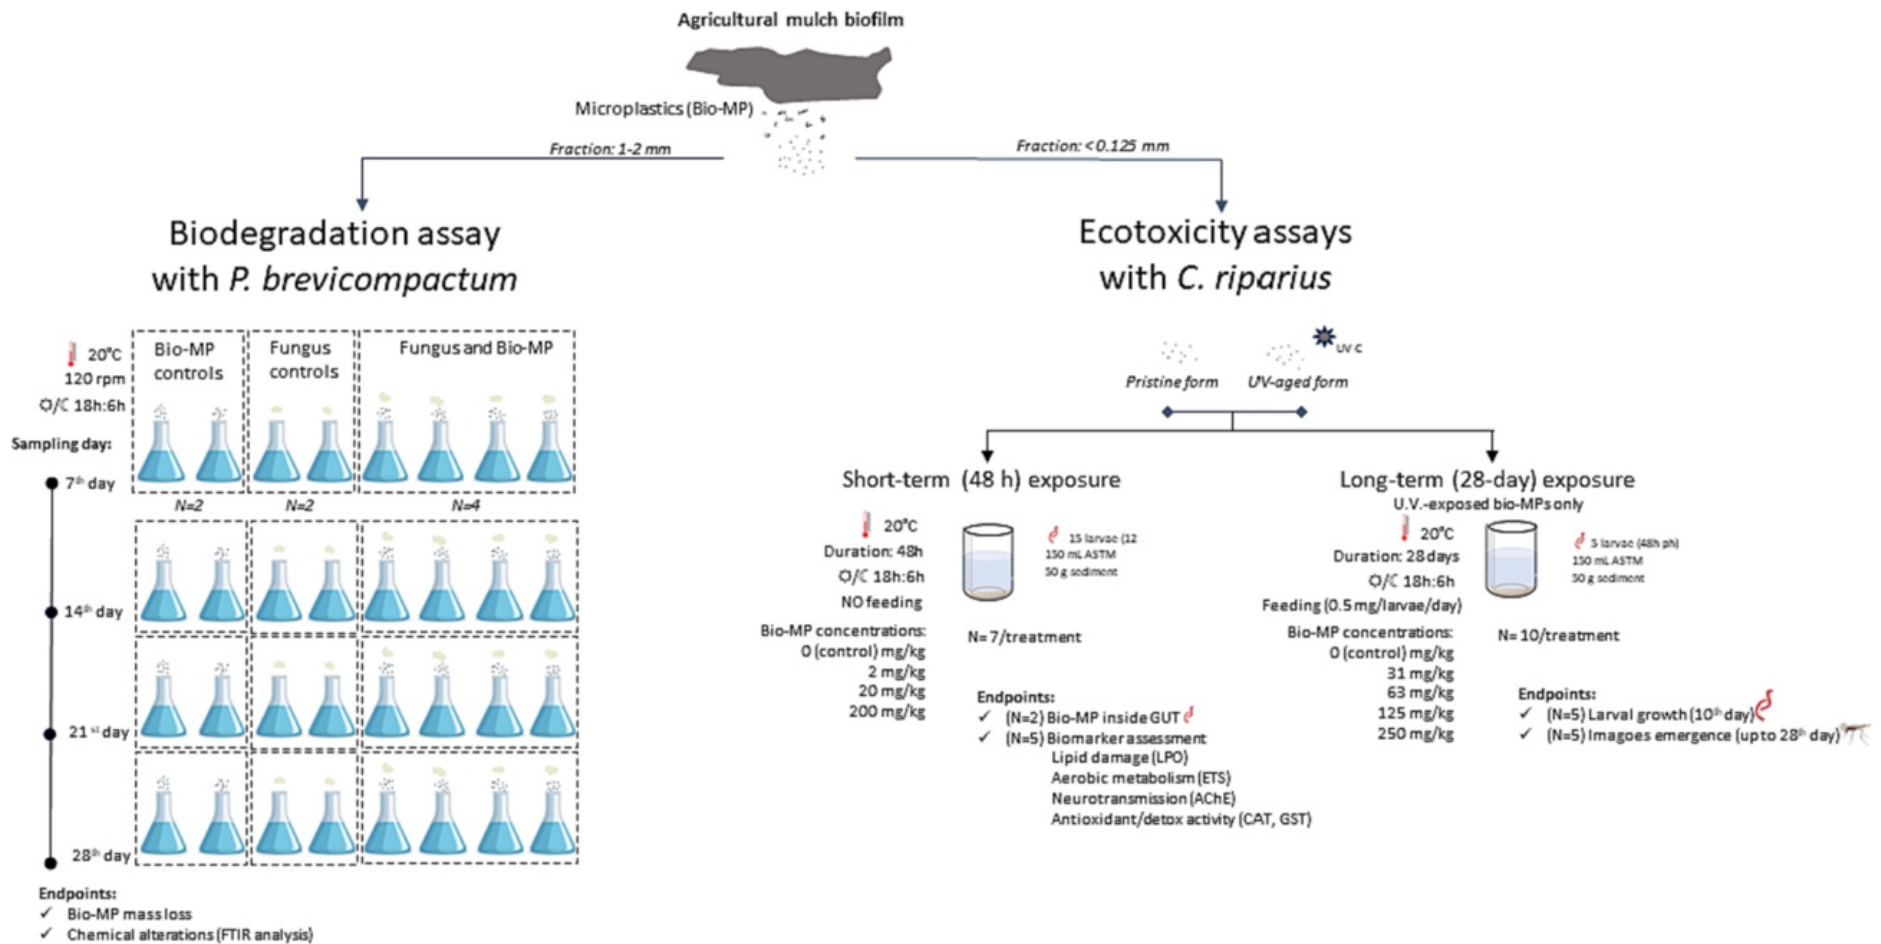 Agricultural mulch biofilm
Microplastics (Bio-MP)
Fraction: 1-2 mm
Fraction: <0.125 mm
Biodegradation assay
with P. brevicompactum
20°C
120 rpm
18h:6h
Sampling day:
Bio-MP
controls
Fungus
controls
Fungus and Bio-MP
7th day
N=2
N=2
N=4
14th day
21st day
28th day
Endpoints:
✓ Bio-MP mass loss
✓ Chemical alterations (FTIR analysis)
Ecotoxicity assays
with C. riparius
UV C
Pristine form
UV-aged form
Short-term (48 h) exposure
20°C
Duration: 48h
18h:6h
NO feeding
Bio-MP concentrations:
0 (control) mg/kg
2 mg/kg
20 mg/kg
200 mg/kg
15 larvae (12
150 mL ASTM
50 g sediment
N= 7/treatment
Endpoints:
✓ (N=2) Bio-MP inside GUT
✓ (N=5) Biomarker assessment
Lipid damage (LPO)
Aerobic metabolism (ETS)
Neurotransmission (AChE)
Antioxidant/detox activity (CAT, GST)
Long-term (28-day) exposure
U.V.-exposed bio-MPs only
20°C
Duration: 28 days
18h:6h
Feeding (0.5 mg/larvae/day)
Bio-MP concentrations:
0 (control) mg/kg
31 mg/kg
63 mg/kg
125 mg/kg
250 mg/kg
5 larvae (48h ph)
150 mL ASTM
50 g sediment
N= 10/treatment
Endpoints:
✓ (N=5) Larval growth (10th day)
✓ (N=5) Imagoes emergence (up to 28th day)